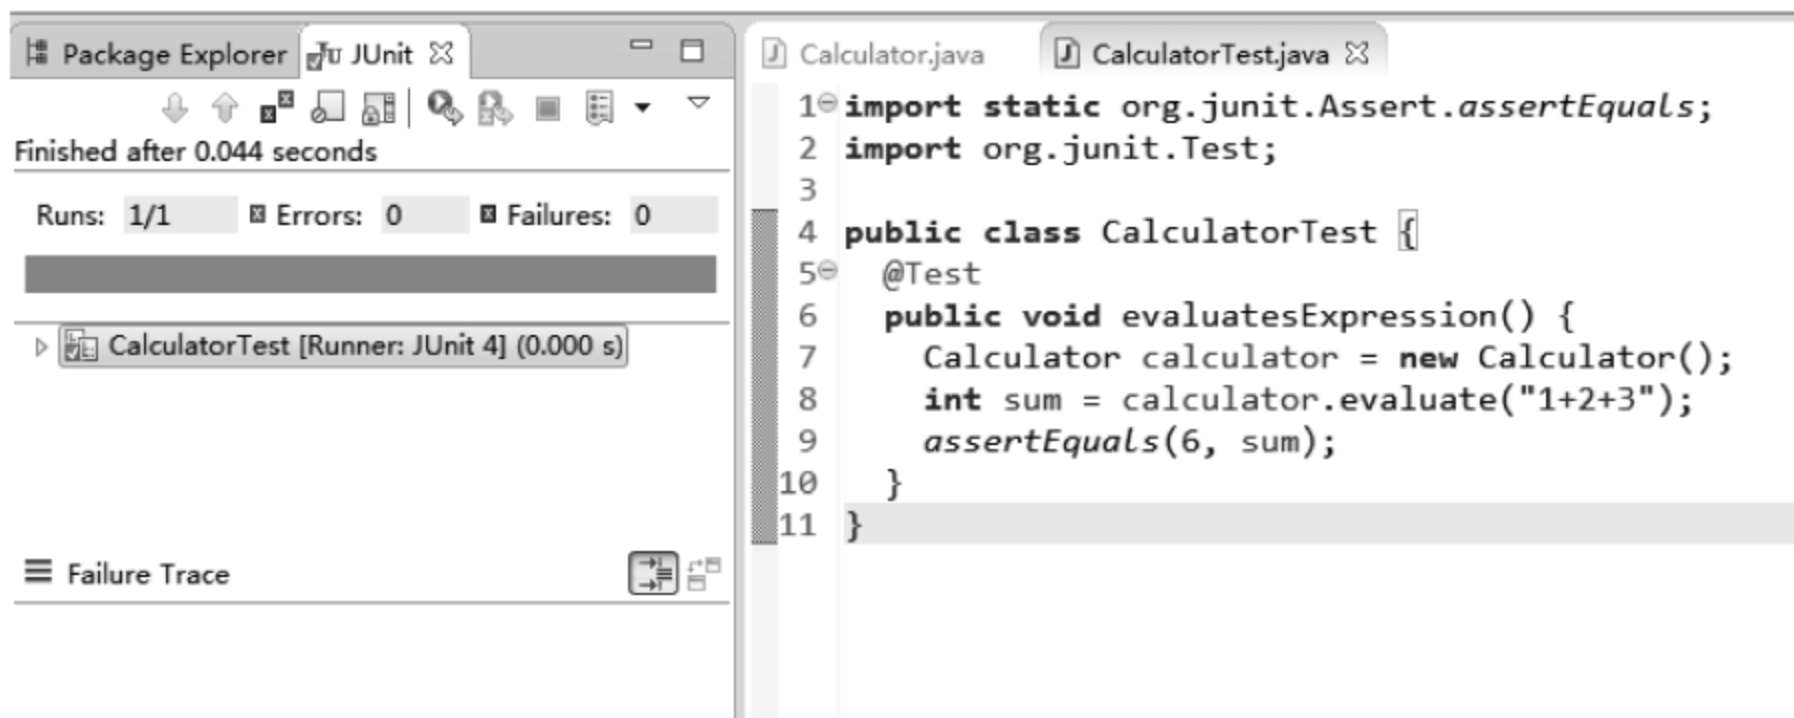 Package Explorer JUnit
Finished after 0.044 seconds
Runs: 1/1 Errors: 0 Failures: 0
CalculatorTest [Runner: JUnit 4] (0.000 s)
Failure Trace
Calculator.java CalculatorTest.java
1 import static org.junit.Assert.assertEquals;
2 import org.junit.Test;
3
4 public class CalculatorTest {
5 @Test
6 public void evaluatesExpression() {
7 Calculator calculator = new Calculator();
8 int sum = calculator.evaluate("1+2+3");
9 assertEquals(6, sum);
10 }
11 }